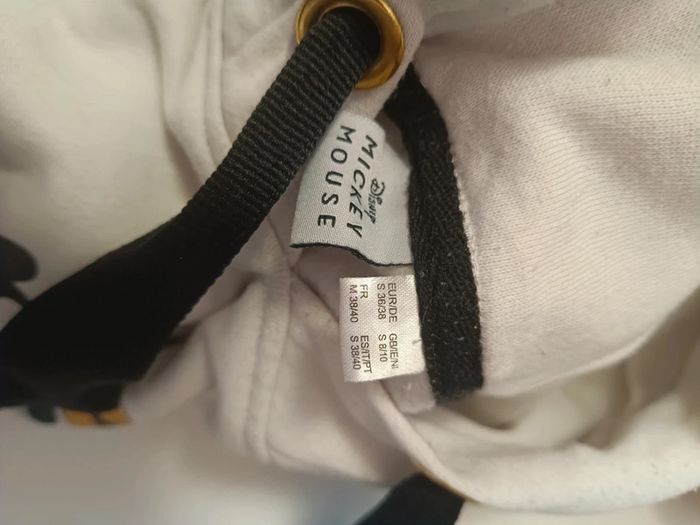 Disney
MICKEY
MOUSE
EUR/DE GB/IE/NI
S 36/38 S 8/10
FR ES/IT/PT
M 38/40 S 38/40